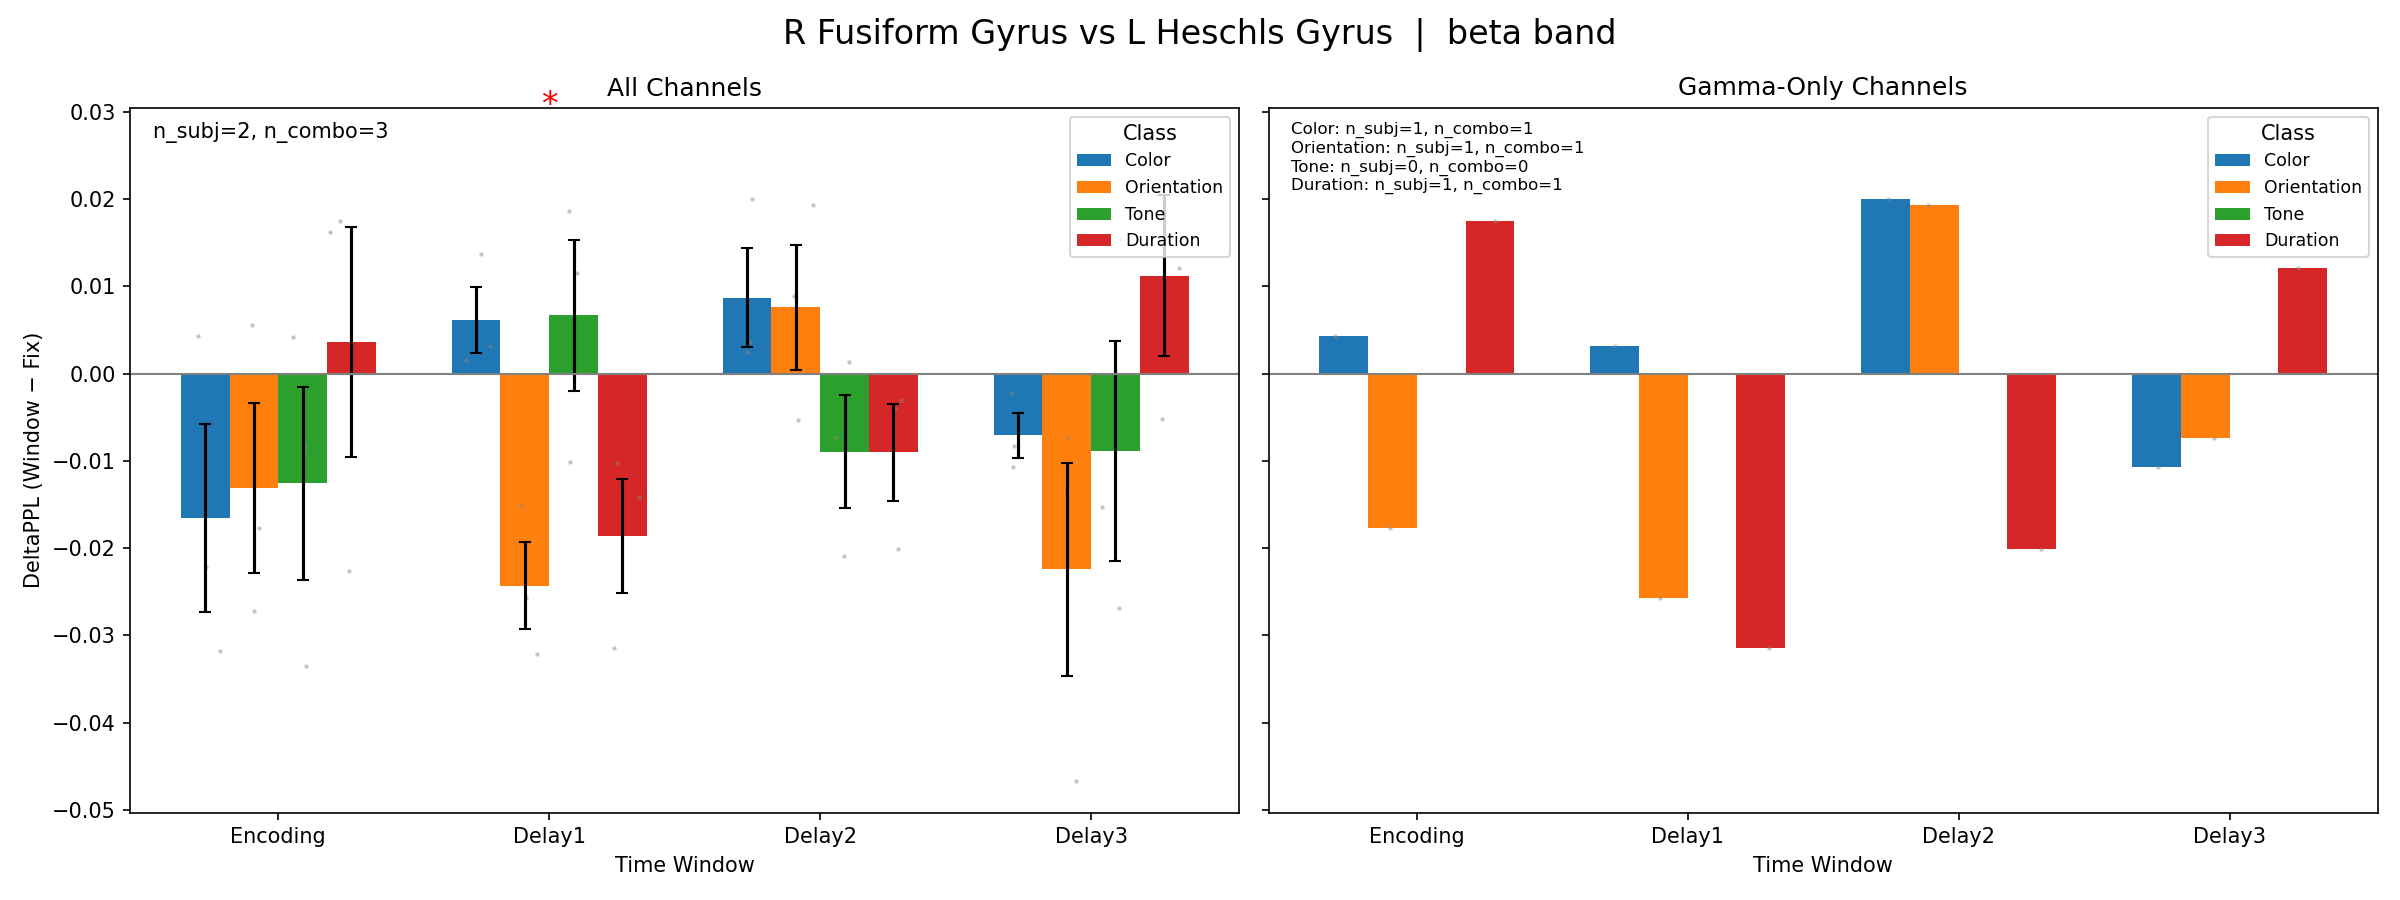 R Fusiform Gyrus vs L Heschls Gyrus | beta band
All Channels
*
n_subj=2, n_combo=3
Class
Color
Orientation
Tone
Duration
0.03
0.02
0.01
0.00
−0.01
−0.02
−0.03
−0.04
−0.05
DeltaPPL (Window − Fix)
Encoding
Delay1
Delay2
Delay3
Time Window
Gamma-Only Channels
Color: n_subj=1, n_combo=1
Orientation: n_subj=1, n_combo=1
Tone: n_subj=0, n_combo=0
Duration: n_subj=1, n_combo=1
Class
Color
Orientation
Tone
Duration
Encoding
Delay1
Delay2
Delay3
Time Window